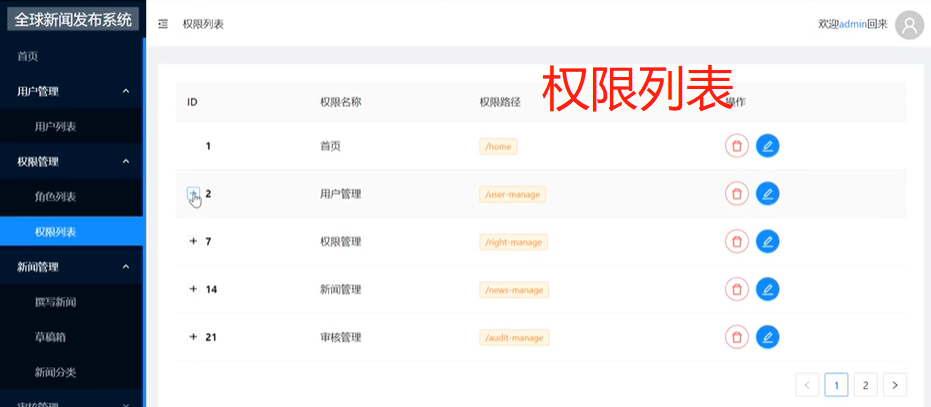 全球新闻发布系统
权限列表
欢迎admin回来
首页
用户管理
用户列表
权限管理
角色列表
权限列表
新闻管理
撰写新闻
草稿箱
新闻分类
审核管理
权限列表
ID 权限名称 权限路径 操作
1 首页 /home
2 用户管理 /user-manage
+ 7 权限管理 /right-manage
+ 14 新闻管理 /news-manage
+ 21 审核管理 /audit-manage
< 1 2 >